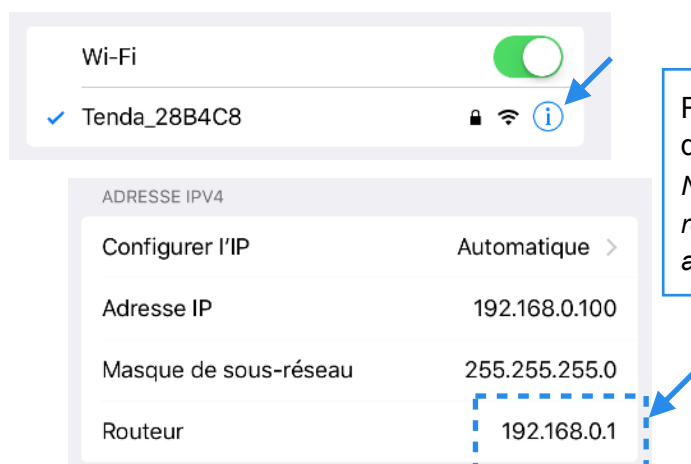 Wi-Fi
Tenda_28B4C8
ADRESSE IPV4
Configurer l’IP Automatique
Adresse IP 192.168.0.100
Masque de sous-réseau 255.255.255.0
Routeur 192.168.0.1